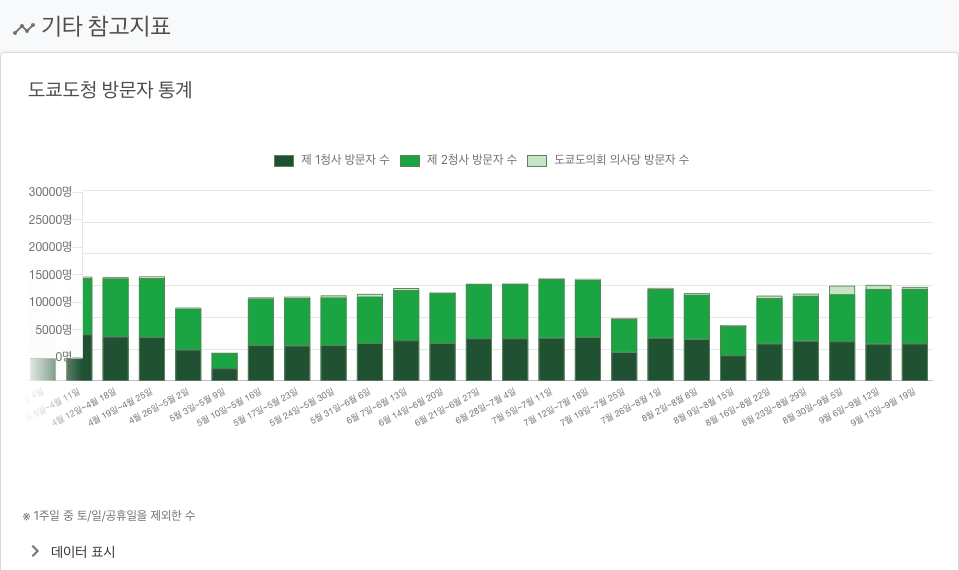 기타 참고지표
도쿄도청 방문자 통계
제 1청사 방문자 수
제 2청사 방문자 수
도쿄도의회 의사당 방문자 수
30000명
25000명
20000명
15000명
10000명
5000명
0명
4월 12일~4월 18일
4월 19일~4월 25일
4월 26일~5월 2일
5월 3일~5월 9일
5월 10일~5월 16일
5월 17일~5월 23일
5월 24일~5월 30일
5월 31일~6월 6일
6월 7일~6월 13일
6월 14일~6월 20일
6월 21일~6월 27일
6월 28일~7월 4일
7월 5일~7월 11일
7월 12일~7월 18일
7월 19일~7월 25일
7월 26일~8월 1일
8월 2일~8월 8일
8월 9일~8월 15일
8월 16일~8월 22일
8월 23일~8월 29일
8월 30일~9월 5일
9월 6일~9월 12일
9월 13일~9월 19일
※ 1주일 중 토/일/공휴일을 제외한 수
데이터 표시